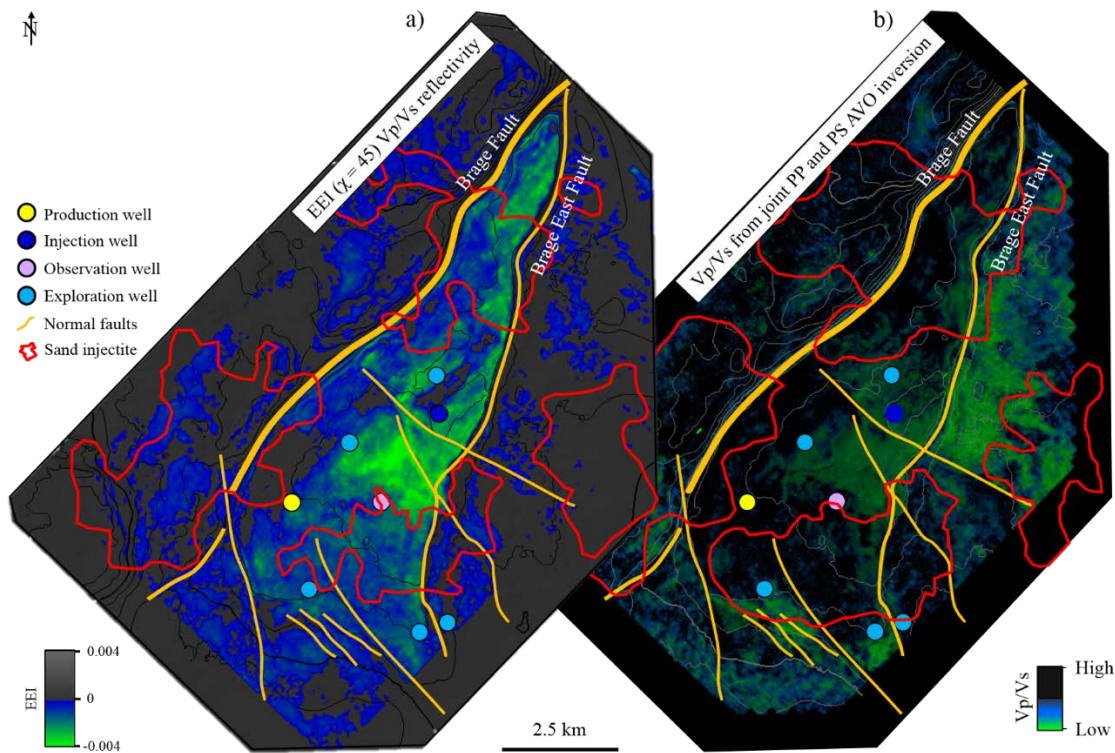 N
a)
b)
EEI (χ = 45) Vp/Vs reflectivity
Vp/Vs from joint PP and PS AVO inversion
Brage Fault
Brage East Fault
Brage Fault
Brage East Fault
Production well
Injection well
Observation well
Exploration well
Normal faults
Sand injectite
EEI
0.004
0
-0.004
2.5 km
Vp/Vs
High
Low